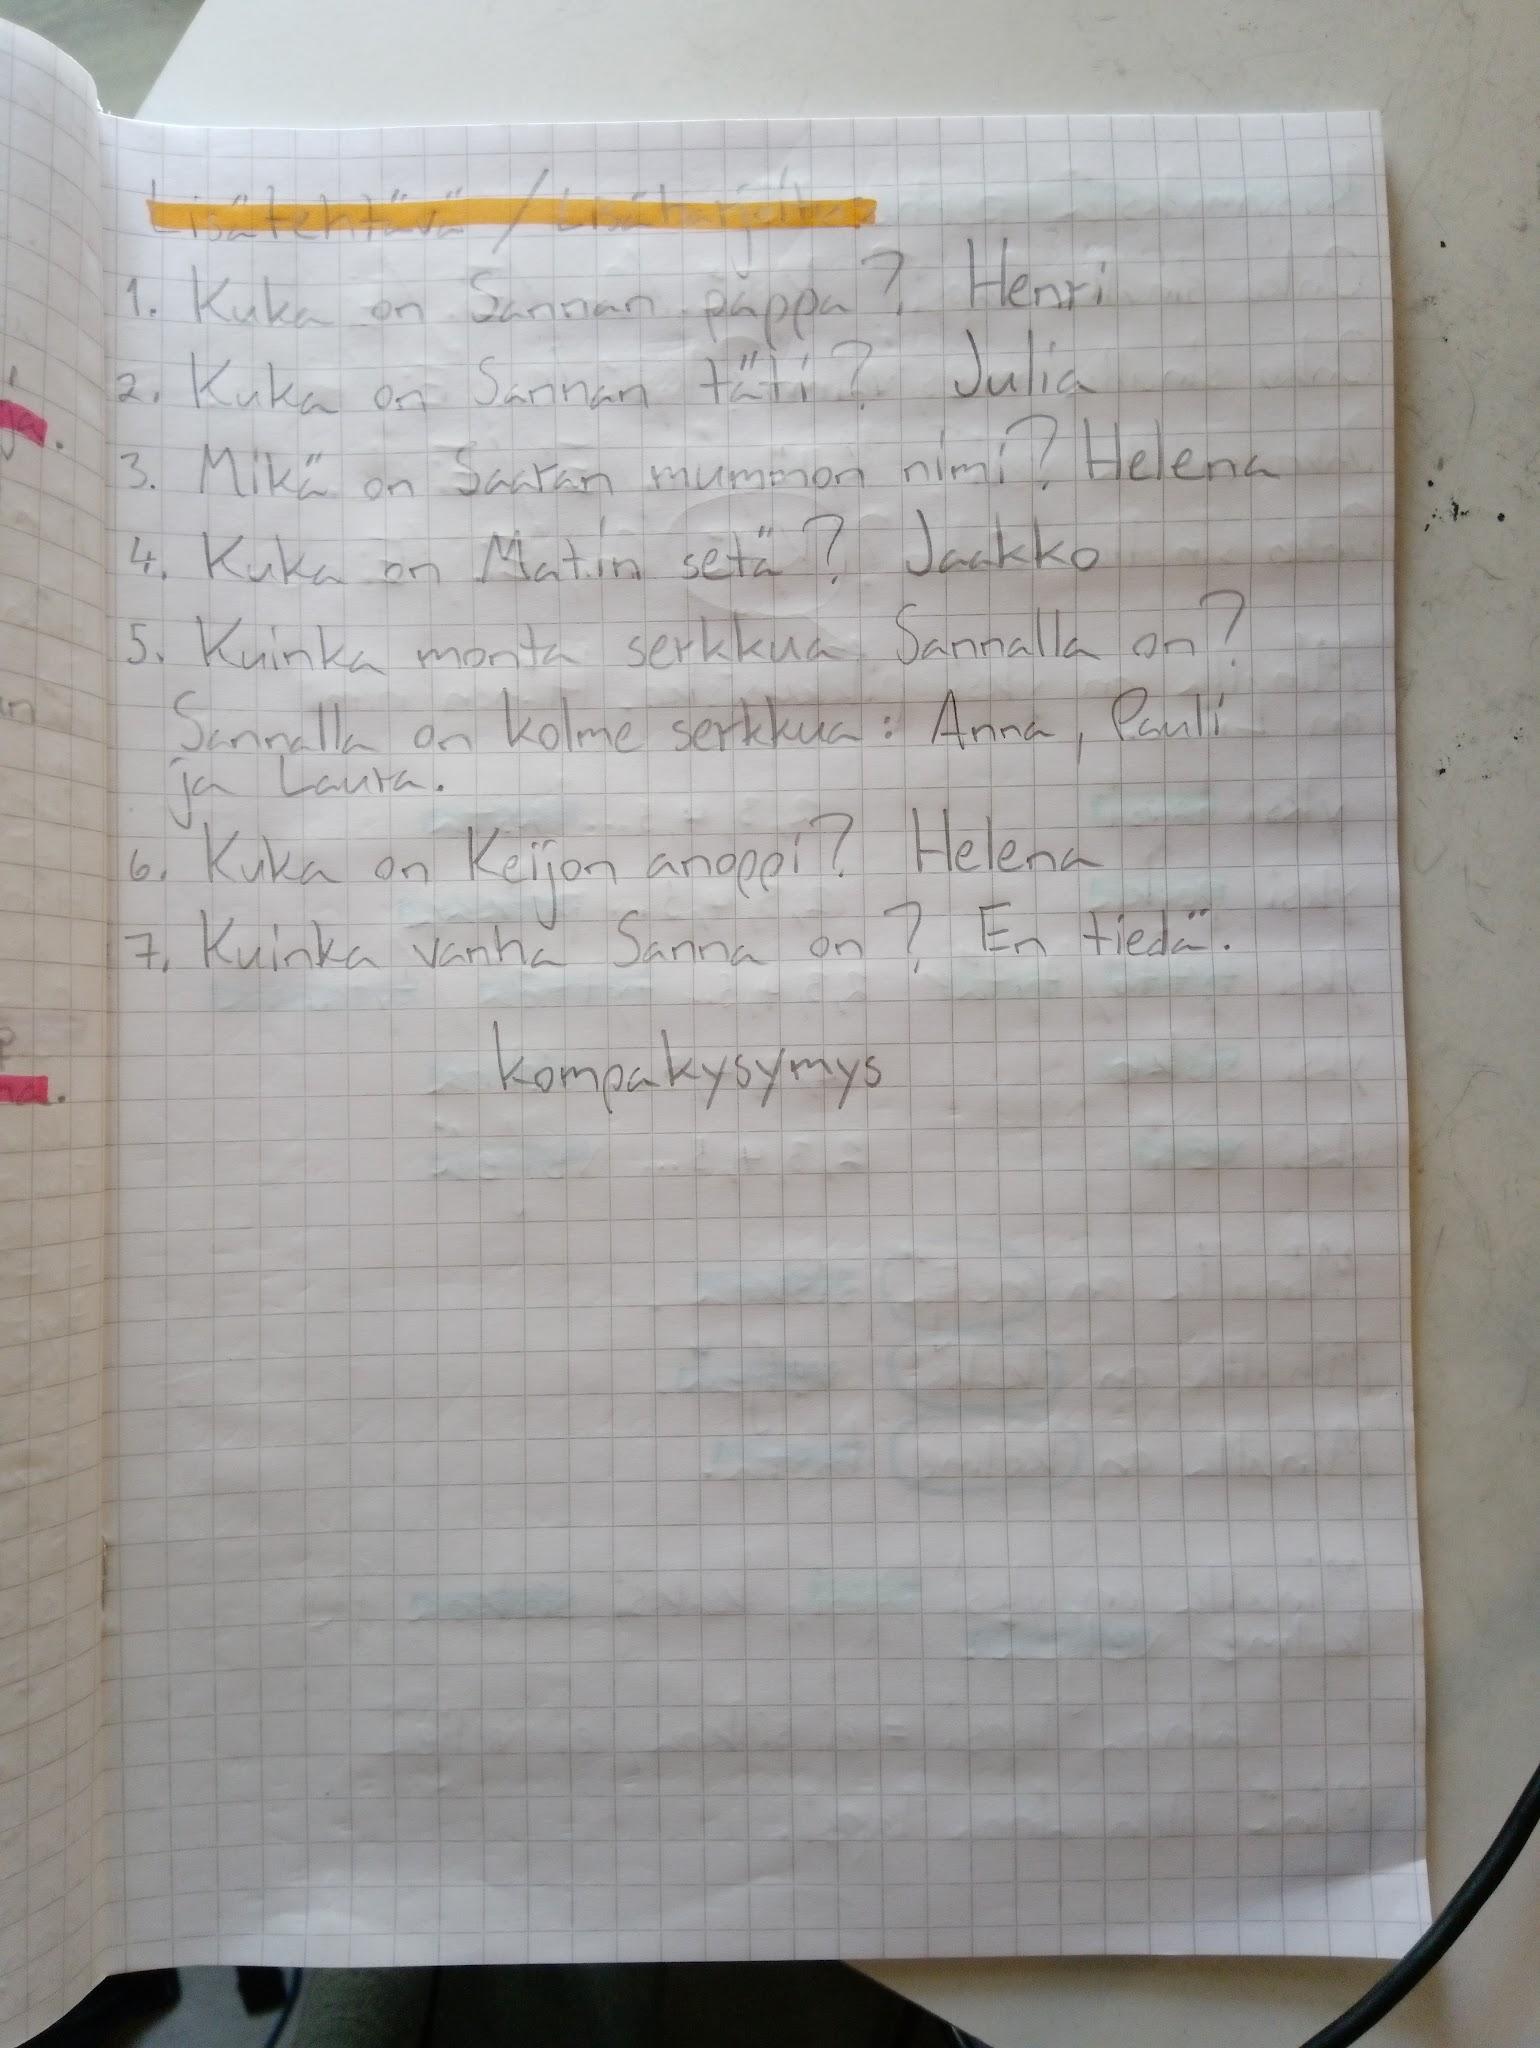 Lisätehtävä / Lisäharjoitus
1. Kuka on Sannan pappa? Henri
2. Kuka on Sannan täti? Julia
3. Mikä on Saaran mummon nimi? Helena
4. Kuka on Matin setä? Jaakko
5. Kuinka monta serkkua Sannalla on?
Sannalla on kolme serkkua: Anna, Pauli
ja Laura.
6. Kuka on Keijon anoppi? Helena
7. Kuinka vanha Sanna on? En tiedä.
kompakysymys